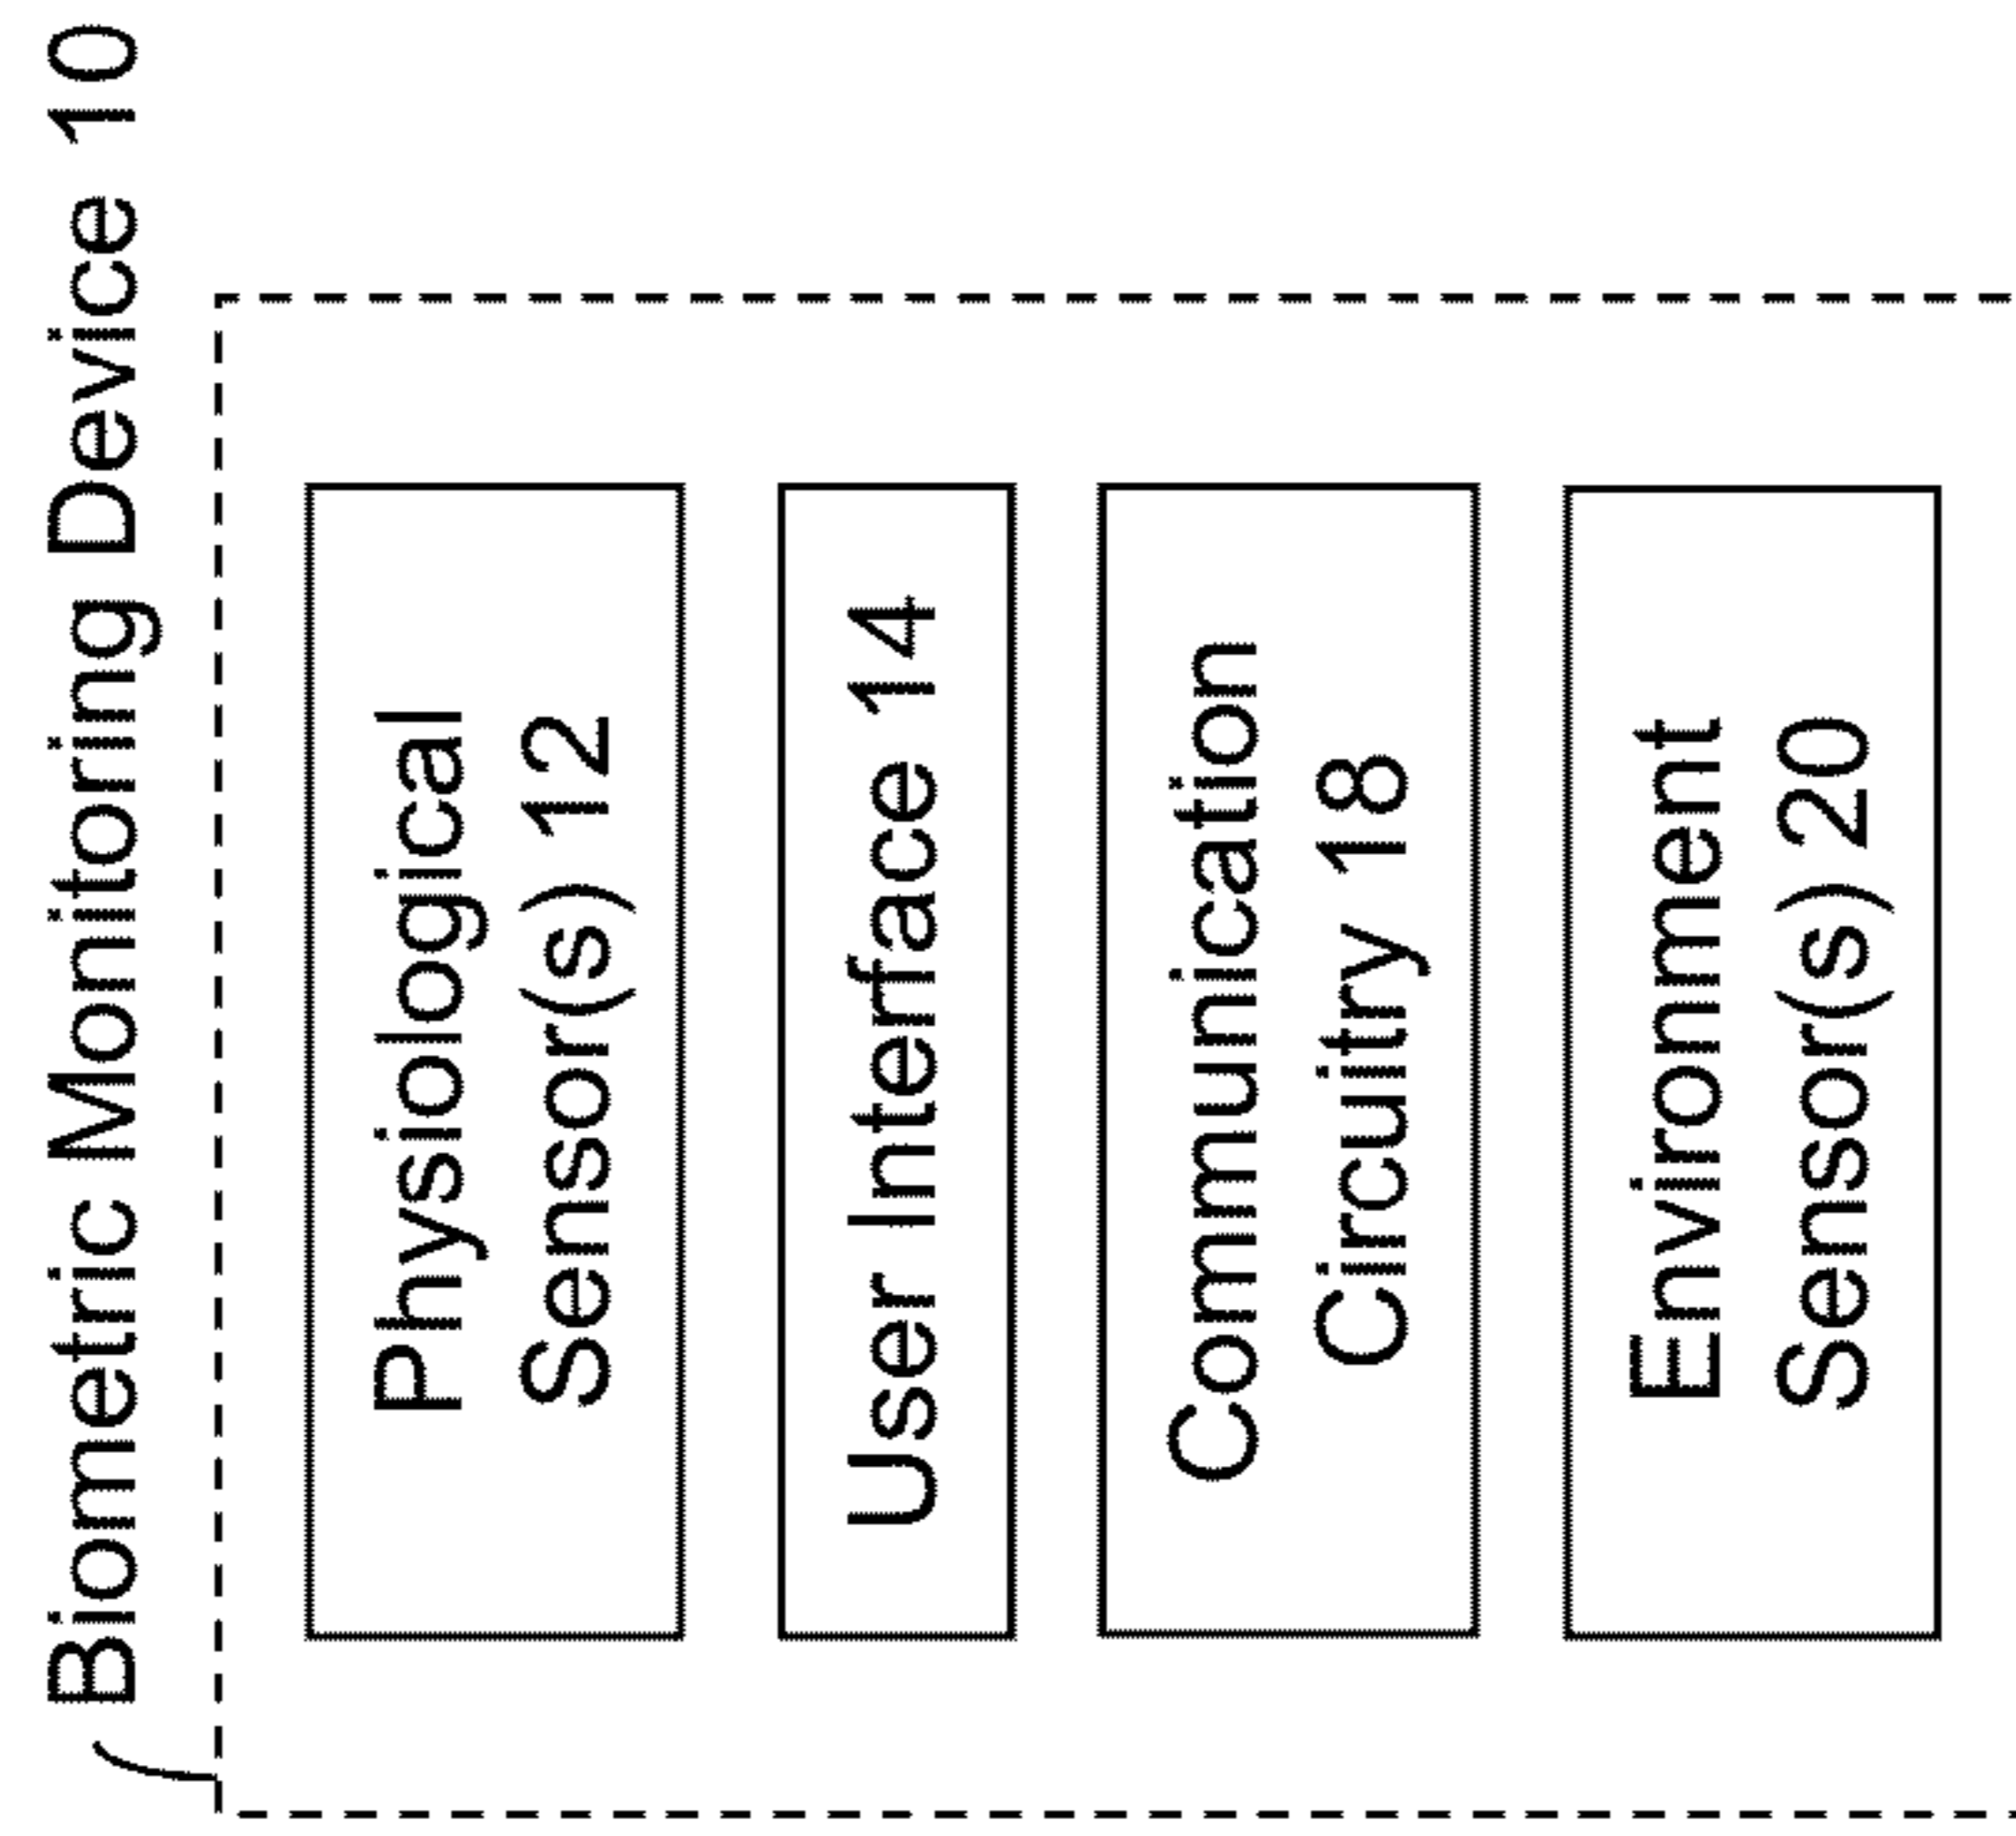 Biometric Monitoring Device 10
Physiological
Sensor(s) 12
User Interface 14
Communication
Circuitry 18
Environment
Sensor(s) 20